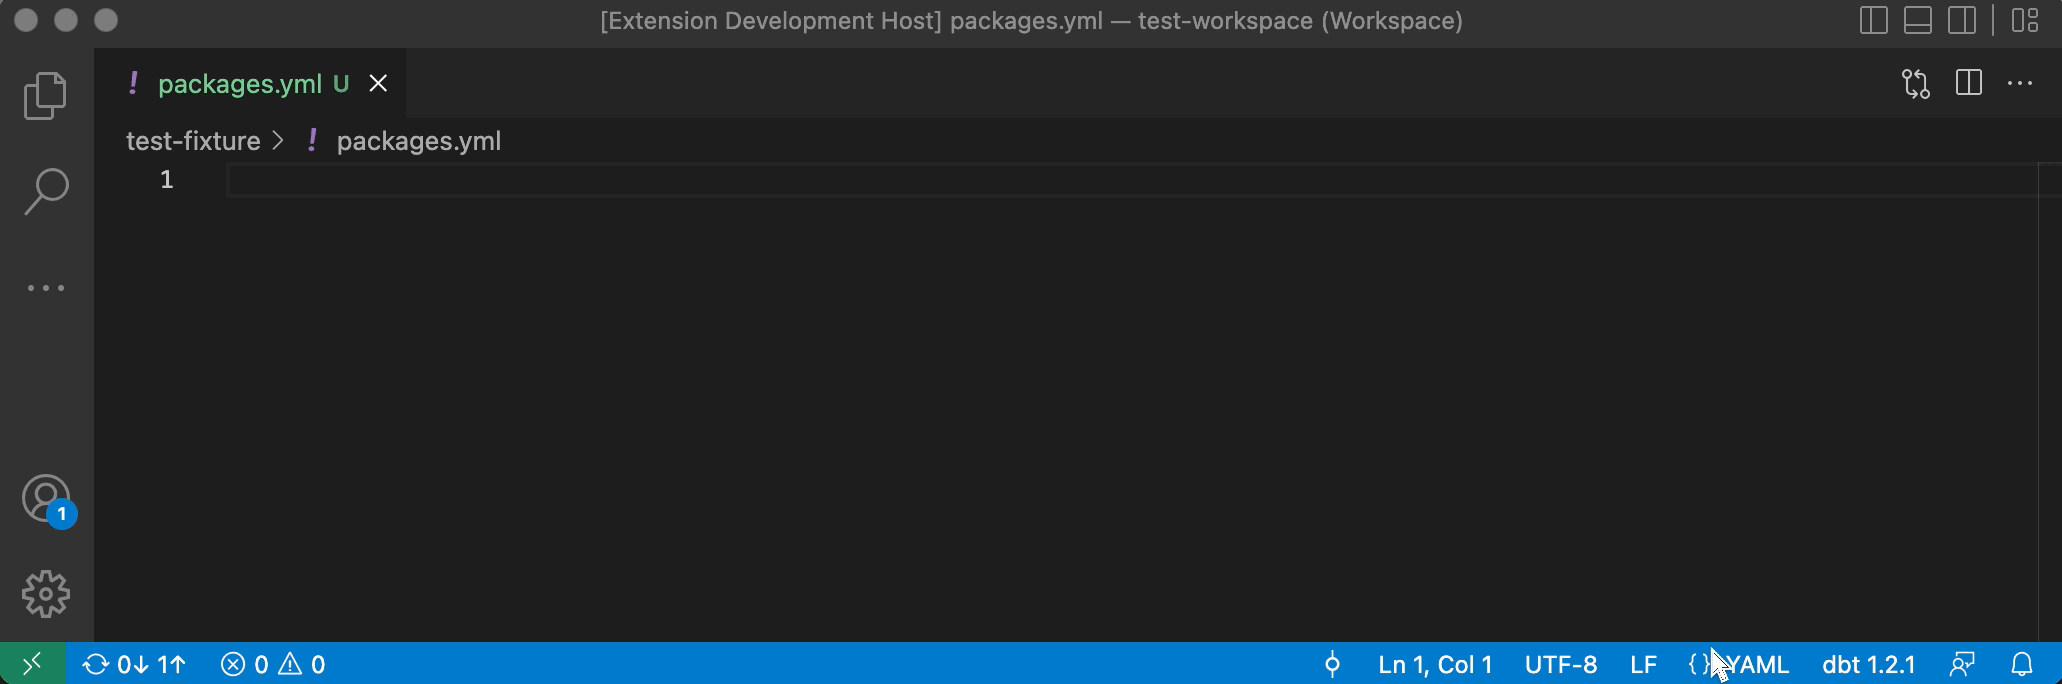 [Extension Development Host] packages.yml — test-workspace (Workspace)
! packages.yml U
test-fixture > ! packages.yml
1
1
0↓ 1↑ 0 0 Ln 1, Col 1 UTF-8 LF {} YAML dbt 1.2.1